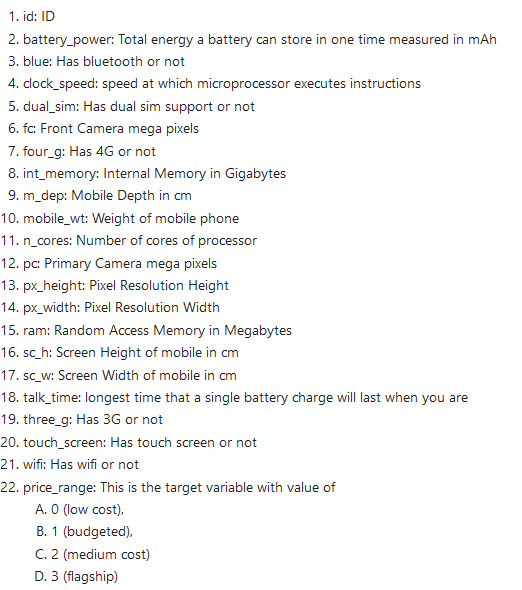 1. id: ID
2. battery_power: Total energy a battery can store in one time measured in mAh
3. blue: Has bluetooth or not
4. clock_speed: speed at which microprocessor executes instructions
5. dual_sim: Has dual sim support or not
6. fc: Front Camera mega pixels
7. four_g: Has 4G or not
8. int_memory: Internal Memory in Gigabytes
9. m_dep: Mobile Depth in cm
10. mobile_wt: Weight of mobile phone
11. n_cores: Number of cores of processor
12. pc: Primary Camera mega pixels
13. px_height: Pixel Resolution Height
14. px_width: Pixel Resolution Width
15. ram: Random Access Memory in Megabytes
16. sc_h: Screen Height of mobile in cm
17. sc_w: Screen Width of mobile in cm
18. talk_time: longest time that a single battery charge will last when you are
19. three_g: Has 3G or not
20. touch_screen: Has touch screen or not
21. wifi: Has wifi or not
22. price_range: This is the target variable with value of
A. 0 (low cost),
B. 1 (budgeted),
C. 2 (medium cost)
D. 3 (flagship)